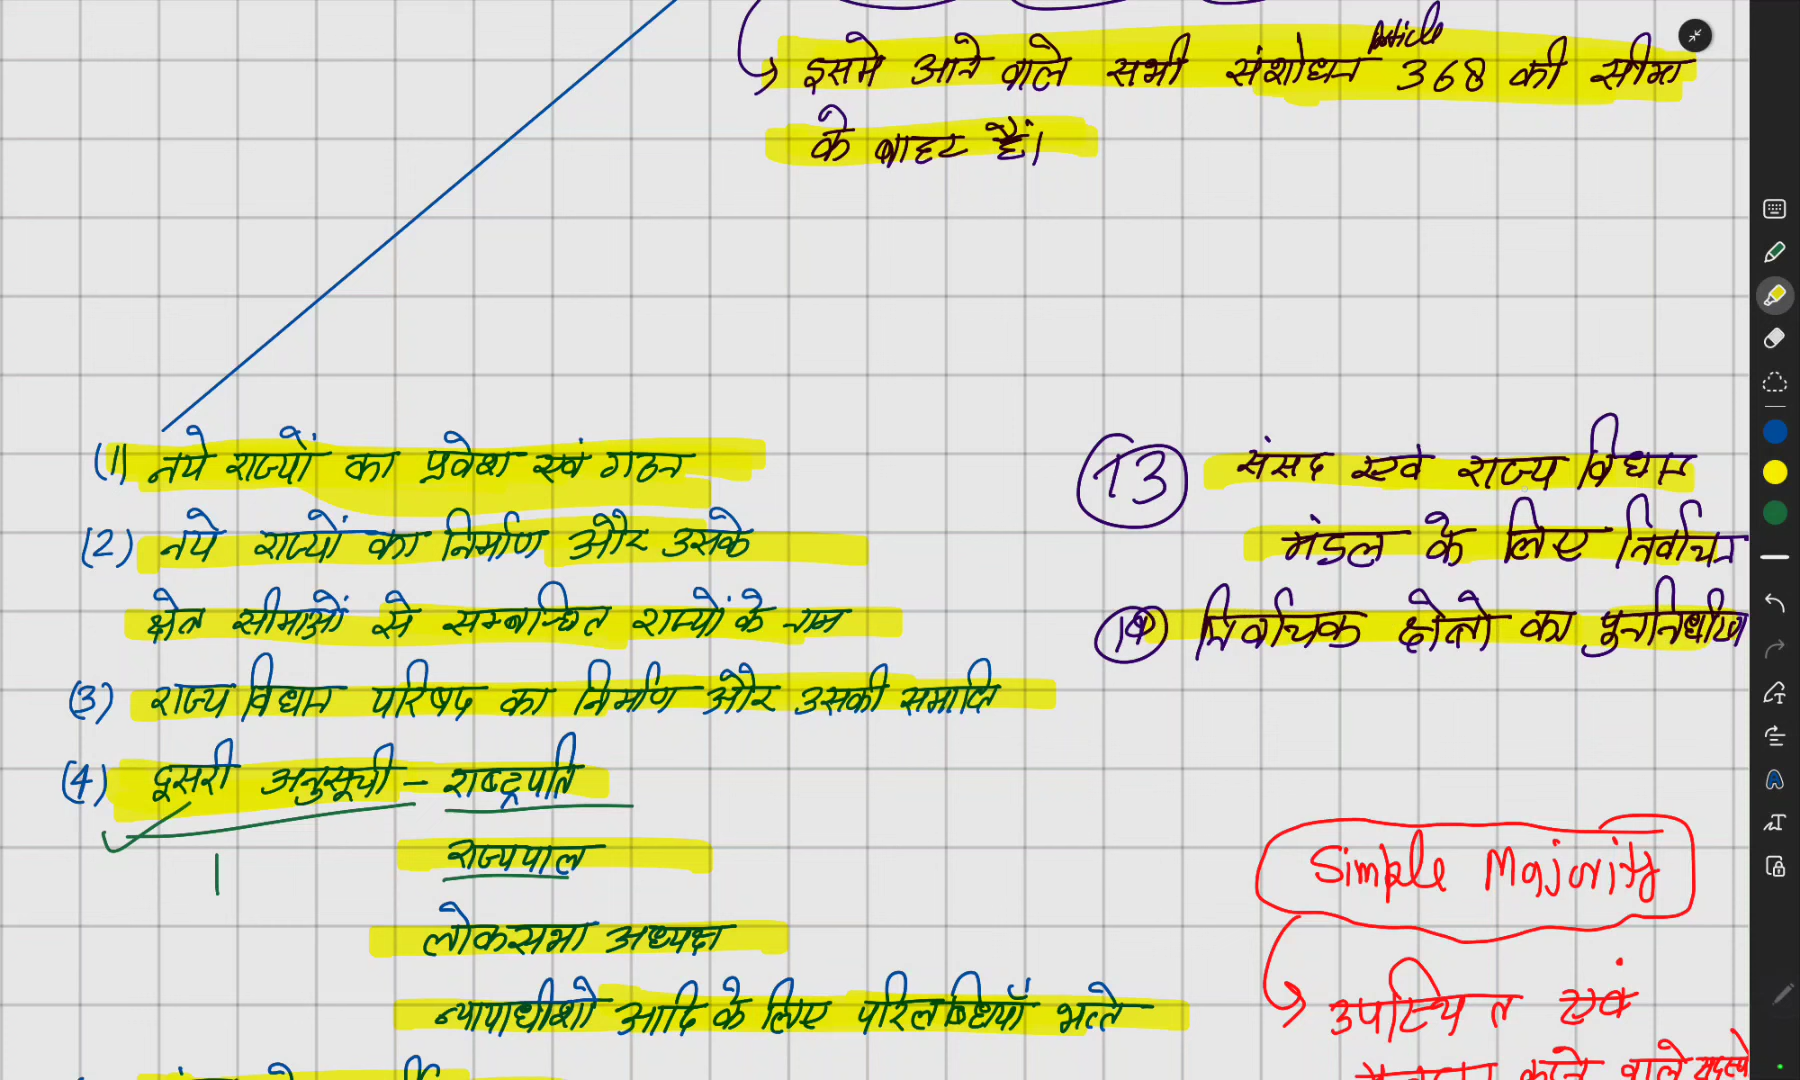 Article
इसमे आने वाले सभी संशोधन 368 की सीमा
के बाहर हैं।
(1) नये राज्यों का प्रवेश एवं गठन
(2) नये राज्यों का निर्माण और उसके
क्षेत्र सीमाओं से सम्बन्धित राज्यों के नाम
(3) राज्य विधान परिषद का निर्माण और उसकी समाप्ति
(4) दूसरी अनुसूची - राष्ट्रपति
राज्यपाल
लोकसभा अध्यक्ष
न्यायाधीशो आदि के लिए परिलब्धियाँ भत्ते
13 संसद एवं राज्य विधान
मंडल के लिए निर्वाचन
14 निर्वाचक क्षेत्रो का
Simple Majority
उपस्थित एवं
करने वाले सदस्यो